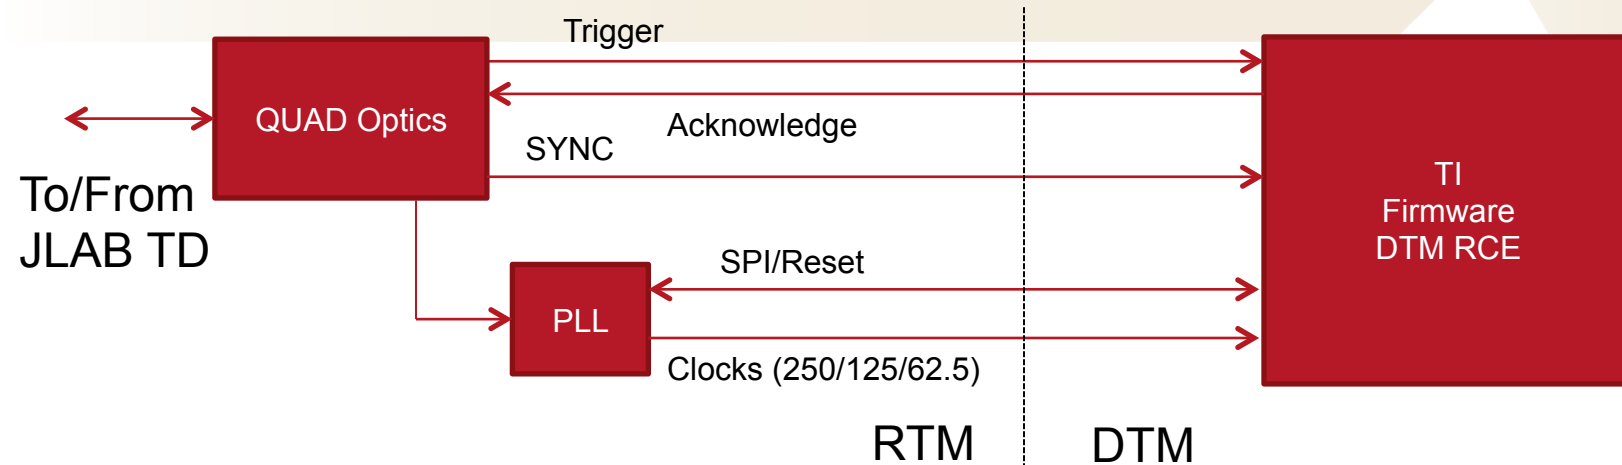 Trigger
QUAD Optics
Acknowledge
SYNC
To/From
JLAB TD
TI
Firmware
DTM RCE
SPI/Reset
PLL
Clocks (250/125/62.5)
RTM
DTM